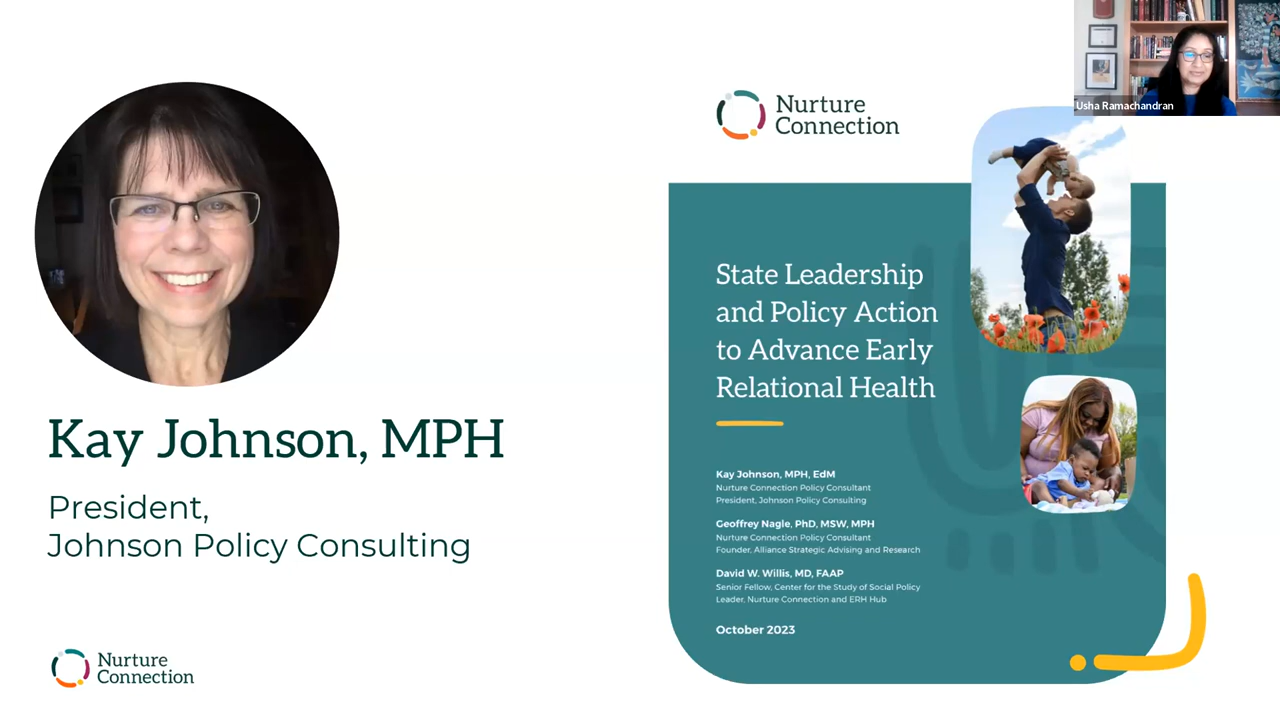 Kay Johnson, MPH
President,
Johnson Policy Consulting
Nurture
Connection
Nurture
Connection
State Leadership
and Policy Action
to Advance Early
Relational Health
Kay Johnson, MPH, EdM
Nurture Connection Policy Consultant
President, Johnson Policy Consulting
Geoffrey Nagle, PhD, MSW, MPH
Nurture Connection Policy Consultant
Founder, Alliance Strategic Advising and Research
David W. Willis, MD, FAAP
Senior Fellow, Center for the Study of Social Policy
Leader, Nurture Connection and ERH Hub
October 2023
Usha Ramachandran